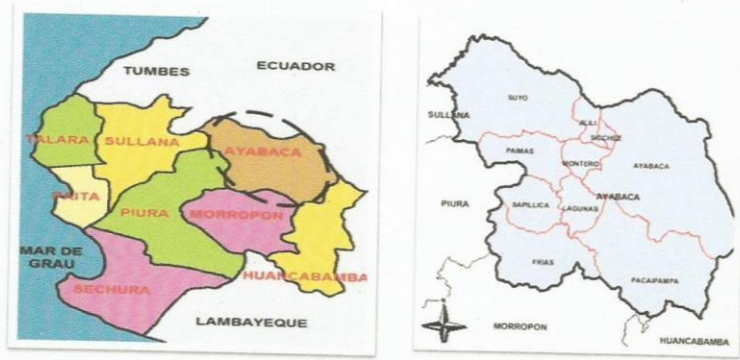 TUMBES
ECUADOR
TALARA
SULLANA
AYABACA
PAITA
PIURA
MORROPON
MAR DE
GRAU
SECHURA
HUANCABAMBA
LAMBAYEQUE
SUYO
SULLANA
JILILI
SICCHEZ
PAIMAS
MONTERO
AYABACA
PIURA
SAPILLICA
LAGUNAS
AYABACA
FRIAS
PACAIPAMPA
MORROPON
HUANCABAMBA